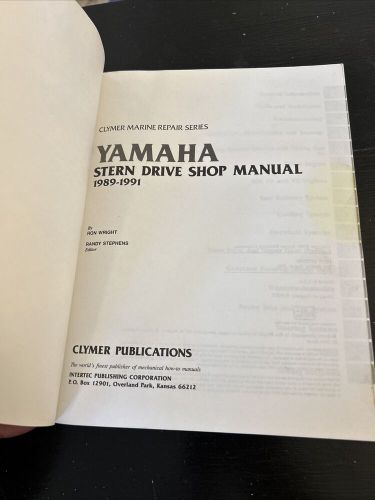 CLYMER MARINE REPAIR SERIES
YAMAHA
STERN DRIVE SHOP MANUAL
1989-1991
By
RON WRIGHT
RANDY STEPHENS
Editor
CLYMER PUBLICATIONS
The world's finest publisher of mechanical how-to manuals
INTERTEC PUBLISHING CORPORATION
P.O. BOX 12901, Overland Park, Kansas 66212